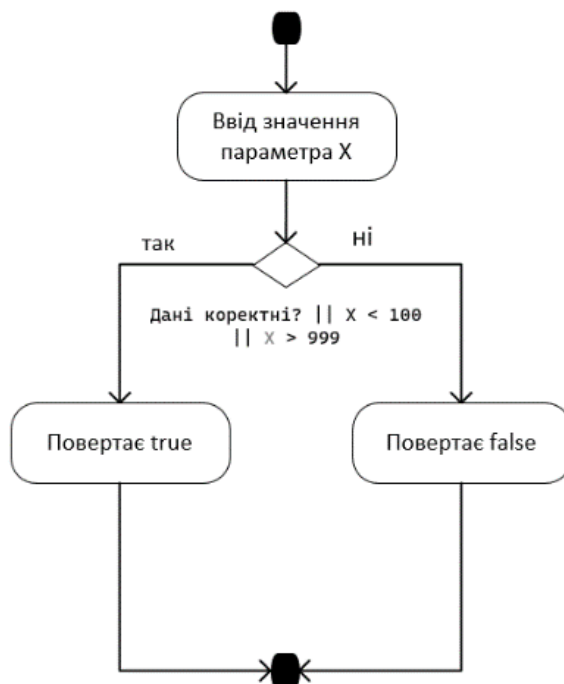 Ввід значення
параметра X
так
ні
Дані коректні? || X < 100
|| X > 999
Повертає true
Повертає false